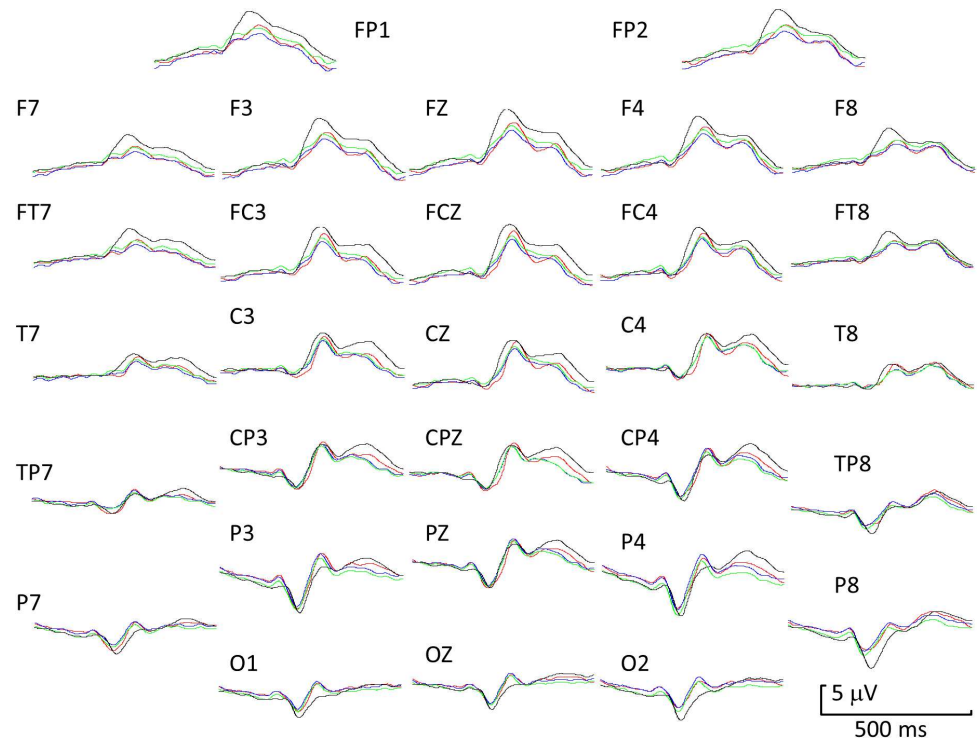 FP1 FP2
F7 F3 FZ F4 F8
FT7 FC3 FCZ FC4 FT8
T7 C3 CZ C4 T8
TP7 CP3 CPZ CP4 TP8
P7 P3 PZ P4 P8
O1 OZ O2
5 μV
500 ms